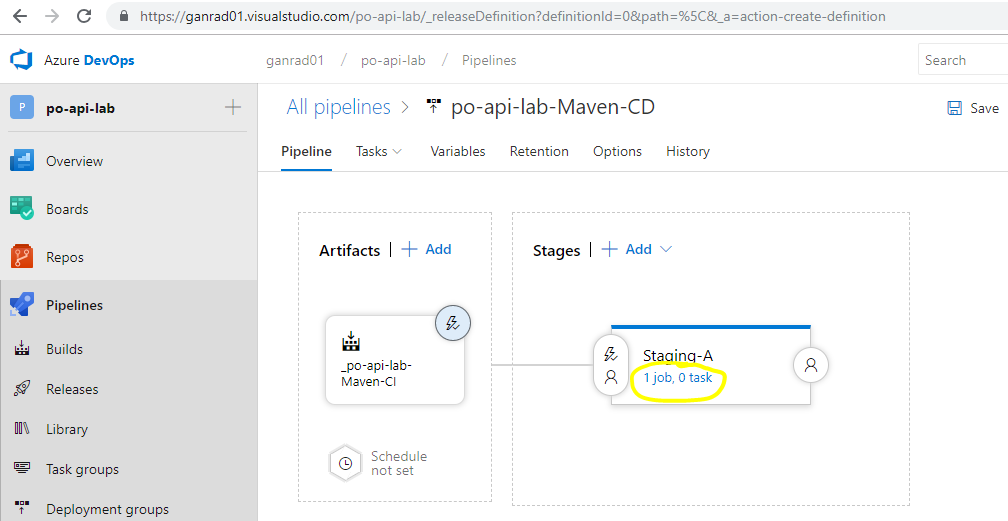 https://ganrad01.visualstudio.com/po-api-lab/_releaseDefinition?definitionId=0&path=%5C&_a=action-create-definition
Azure DevOps
ganrad01 / po-api-lab / Pipelines
Search
P po-api-lab
All pipelines > po-api-lab-Maven-CD
Save
Pipeline Tasks Variables Retention Options History
Overview
Boards
Repos
Pipelines
Builds
Releases
Library
Task groups
Deployment groups
Artifacts | + Add
_po-api-lab-
Maven-CI
Schedule
not set
Stages | + Add
Staging-A
1 job, 0 task